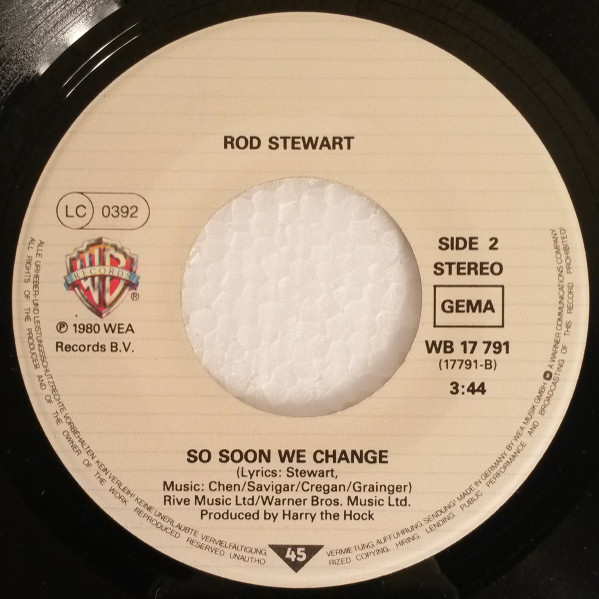 ROD STEWART
LC 0392
RECORDS
®
℗ 1980 WEA
Records B.V.
SIDE 2
STEREO
GEMA
WB 17 791
(17791-B)
3:44
SO SOON WE CHANGE
(Lyrics: Stewart,
Music: Chen/Savigar/Cregan/Grainger)
Rive Music Ltd/Warner Bros. Music Ltd.
Produced by Harry the Hock
45
ALLE URHEBER- UND LEISTUNGSSCHUTZRECHTE VORBEHALTEN. KEIN VERLEIH! KEINE UNERLAUBTE VERVIELFÄLTIGUNG, VERMIETUNG, AUFFÜHRUNG, SENDUNG! MADE IN GERMANY BY WEA MUSIK GMBH A WARNER COMMUNICATIONS COMPANY
ALL RIGHTS OF THE PRODUCER AND OF THE OWNER OF THE WORK REPRODUCED RESERVED UNAUTHORIZED COPYING, HIRING, LENDING, PUBLIC PERFORMANCE AND BROADCASTING OF THIS RECORD PROHIBITED!